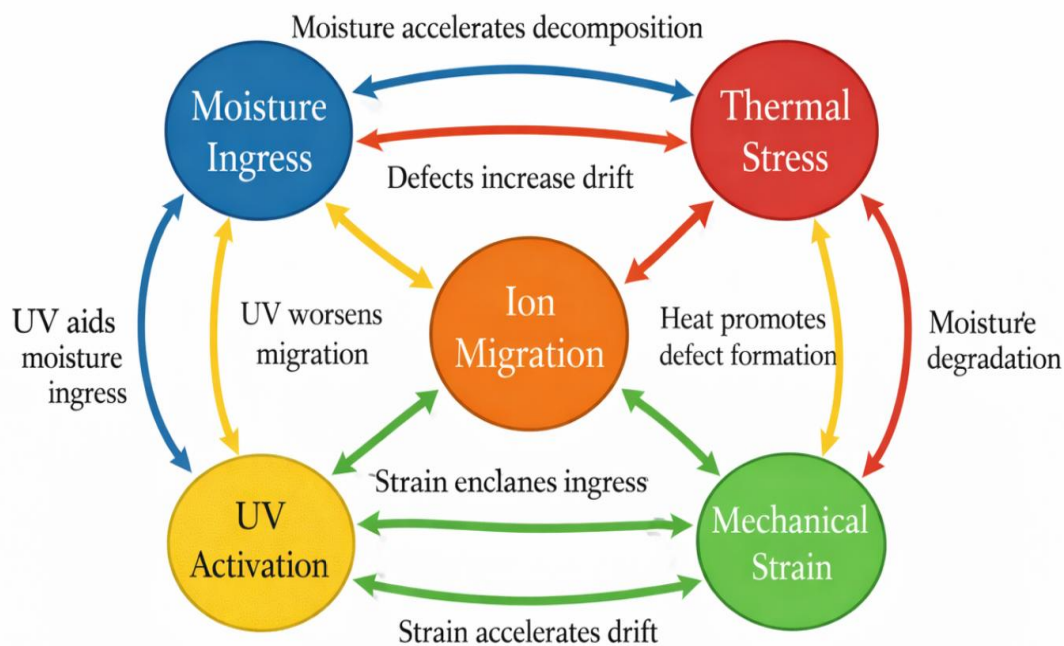 Moisture accelerates decomposition
Moisture
Ingress
Thermal
Stress
Defects increase drift
UV aids
moisture
ingress
UV worsens
migration
Ion
Migration
Heat promotes
defect formation
Moisture
degradation
Strain enclanes ingress
UV
Activation
Mechanical
Strain
Strain accelerates drift